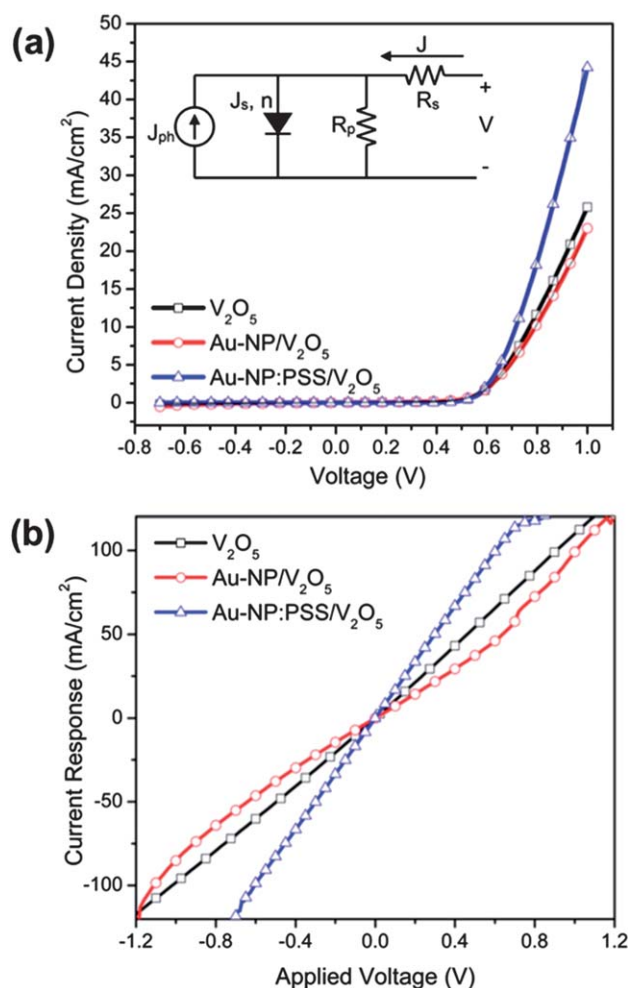 (a)
50
45
40
35
30
25
20
15
10
5
0
Current Density (mA/cm²)
J
Jₛ, n
Rₛ
+
Jₚₕ
Rₚ
V
-
V₂O₅
Au-NP/V₂O₅
Au-NP:PSS/V₂O₅
-0.8 -0.6 -0.4 -0.2 0.0 0.2 0.4 0.6 0.8 1.0
Voltage (V)
(b)
100
50
0
-50
-100
Current Response (mA/cm²)
V₂O₅
Au-NP/V₂O₅
Au-NP:PSS/V₂O₅
-1.2 -0.8 -0.4 0.0 0.4 0.8 1.2
Applied Voltage (V)